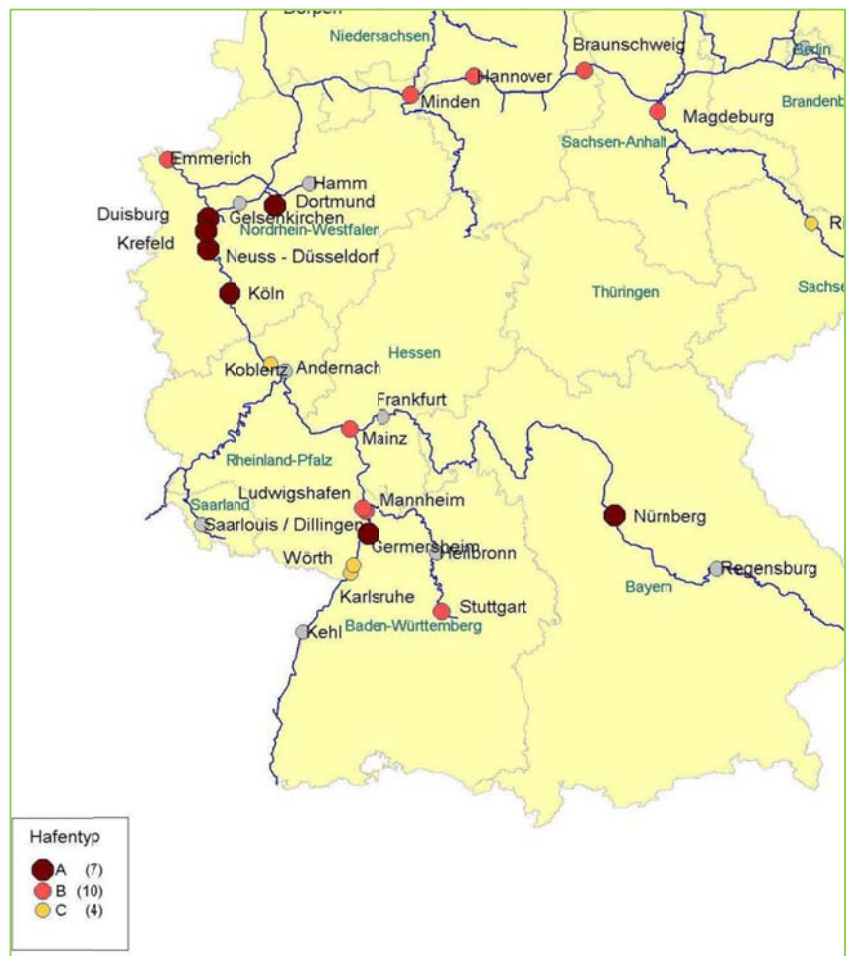 Niedersachsen
Braunschweig
Berlin
Hannover
Minden
Magdeburg
Sachsen-Anhalt
Emmerich
Hamm
Dortmund
Duisburg
Gelsenkirchen
Nordrhein-Westfalen
Krefeld
Neuss - Düsseldorf
Köln
Thüringen
Hessen
Koblenz
Andernach
Frankfurt
Mainz
Rheinland-Pfalz
Ludwigshafen
Mannheim
Saarland
Saarlouis / Dillingen
Nürnberg
Germersheim
Heilbronn
Wörth
Regensburg
Bayern
Karlsruhe
Stuttgart
Baden-Württemberg
Kehl
Hafentyp
A (7)
B (10)
C (4)